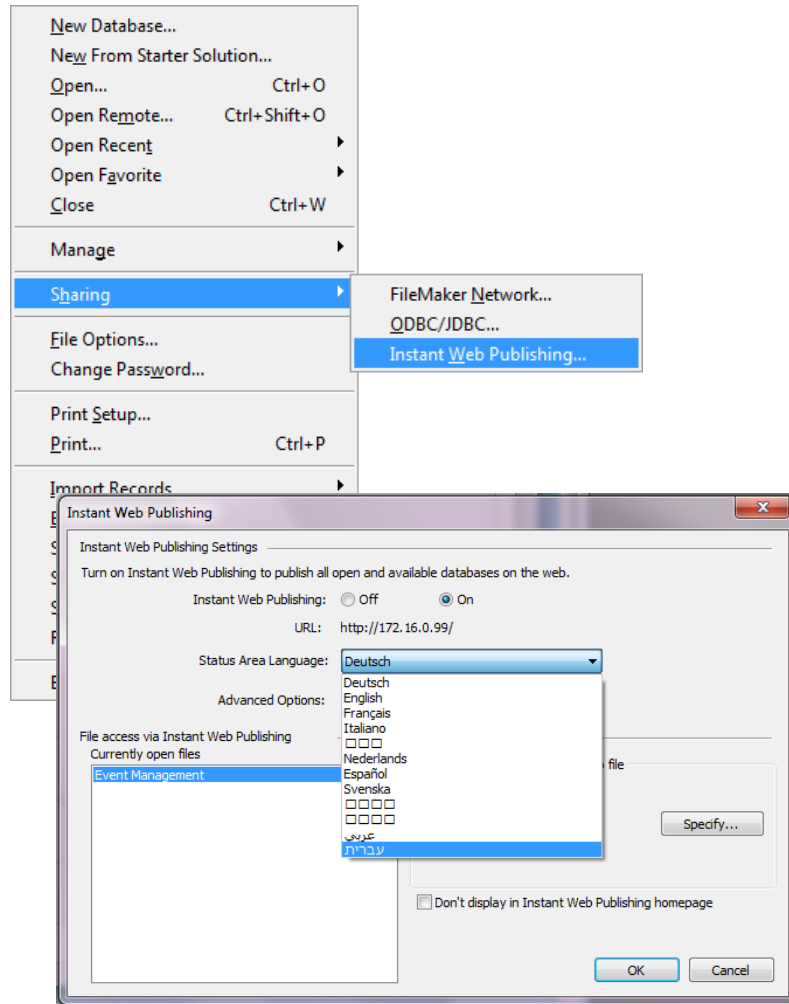 New Database...
New From Starter Solution...
Open... Ctrl+O
Open Remote... Ctrl+Shift+O
Open Recent
Open Favorite
Close Ctrl+W
Manage
Sharing
FileMaker Network...
ODBC/JDBC...
Instant Web Publishing...
File Options...
Change Password...
Print Setup...
Print... Ctrl+P
Import Records
Instant Web Publishing
Instant Web Publishing Settings
Turn on Instant Web Publishing to publish all open and available databases on the web.
Instant Web Publishing: Off On
URL: http://172.16.0.99/
Status Area Language: Deutsch
Deutsch
English
Français
Italiano
□□□
Nederlands
Español
Svenska
□□□□
□□□□
عربي
עברית
Advanced Options:
File access via Instant Web Publishing
Currently open files
Event Management
file
Specify...
Don't display in Instant Web Publishing homepage
OK Cancel